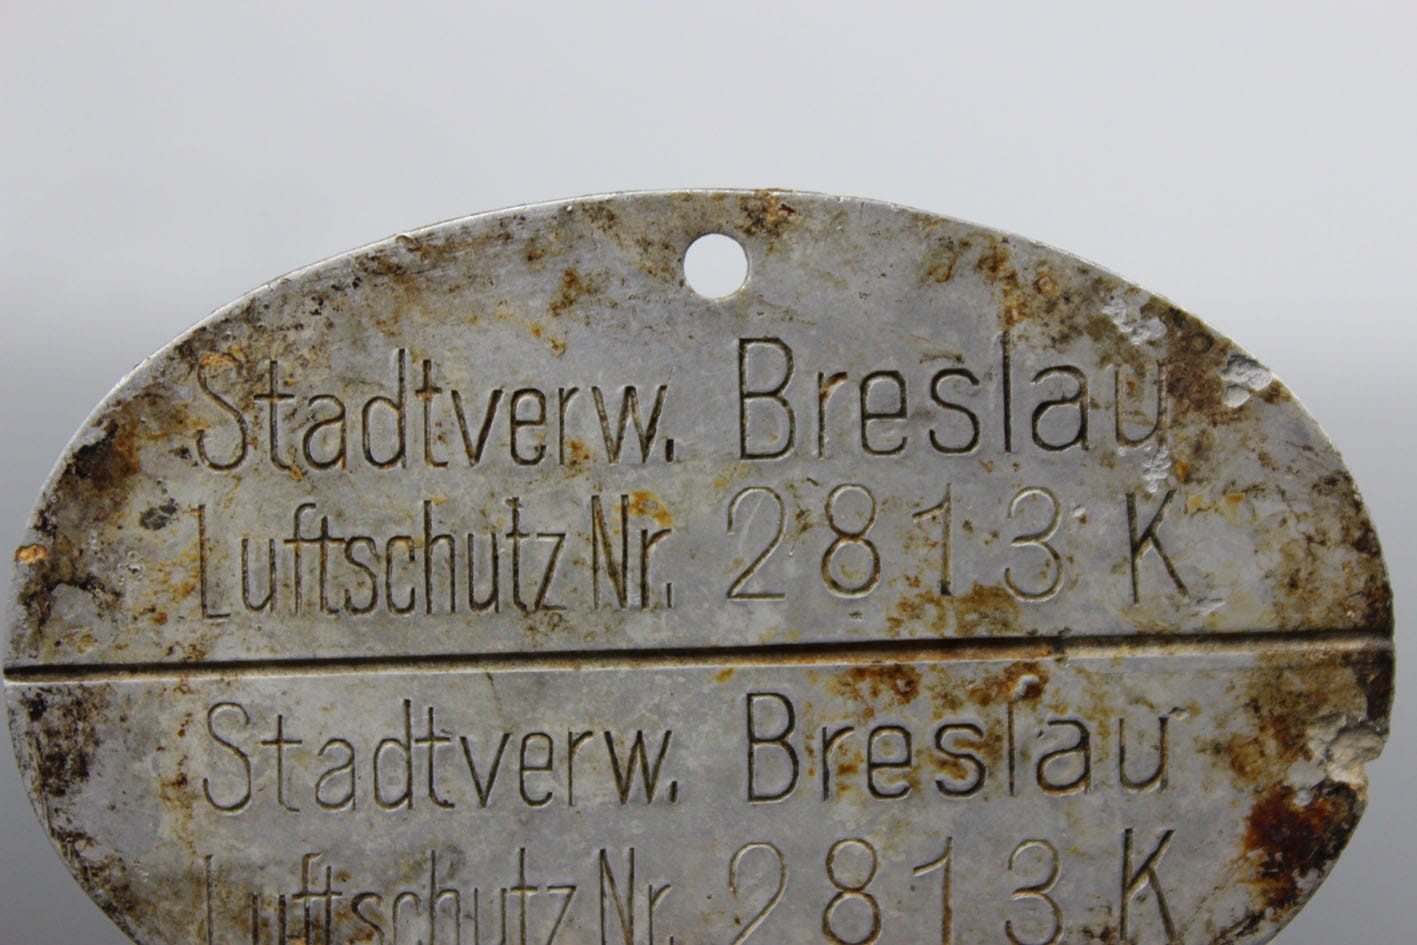 Stadtverw. Breslau
Luftschutz Nr. 2813 K
Stadtverw. Breslau
Luftschutz Nr. 2813 K